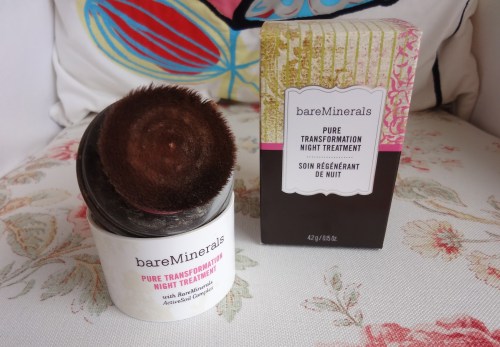 bareMinerals
PURE
TRANSFORMATION
NIGHT TREATMENT
SOIN RÉGÉNÉRANT
DE NUIT
4.2 g / 0.15 Oz.
bareMinerals
PURE TRANSFORMATION
NIGHT TREATMENT
with BareMinerals
ActiveSoil Complex